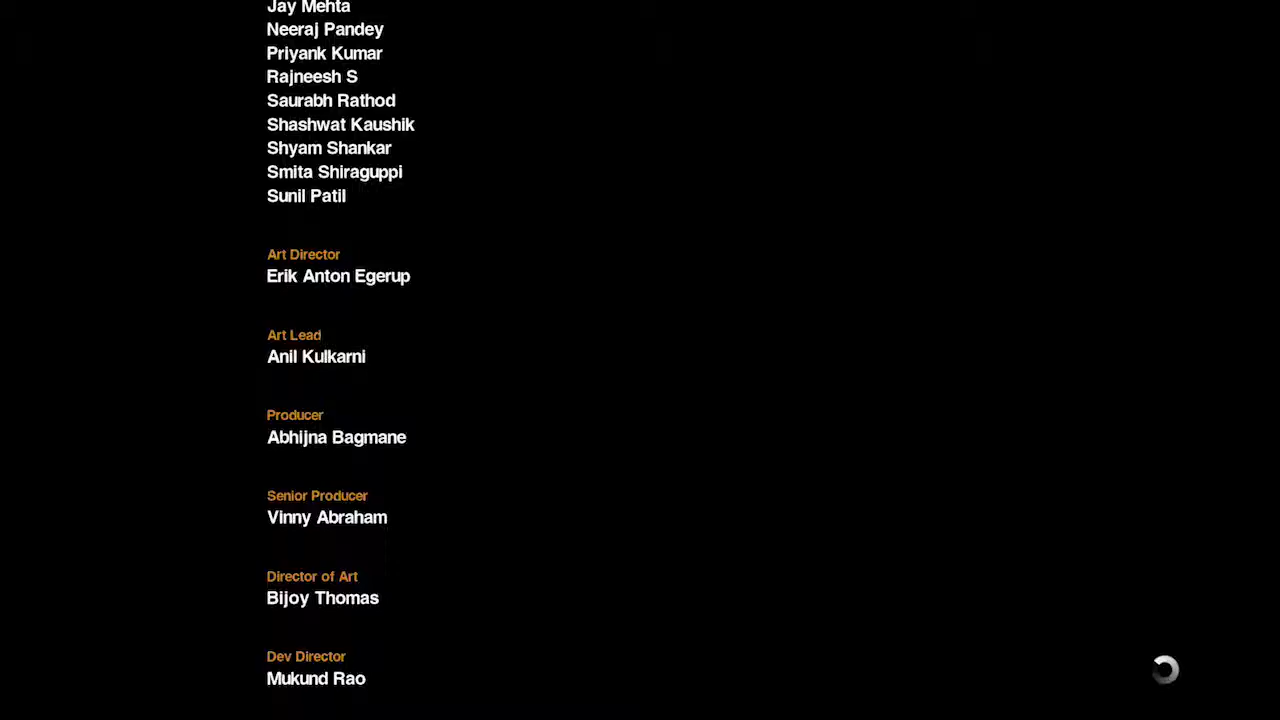 Jay Mehta
Neeraj Pandey
Priyank Kumar
Rajneesh S
Saurabh Rathod
Shashwat Kaushik
Shyam Shankar
Smita Shiraguppi
Sunil Patil
Art Director
Erik Anton Egerup
Art Lead
Anil Kulkarni
Producer
Abhijna Bagmane
Senior Producer
Vinny Abraham
Director of Art
Bijoy Thomas
Dev Director
Mukund Rao